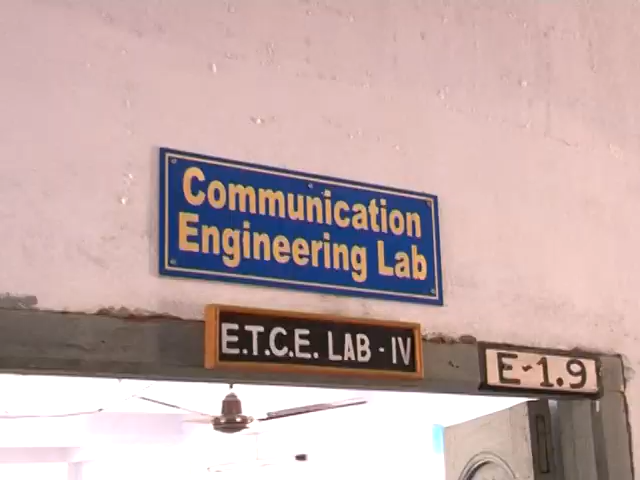 Communication
Engineering Lab
E.T.C.E. LAB - IV
E-1.9